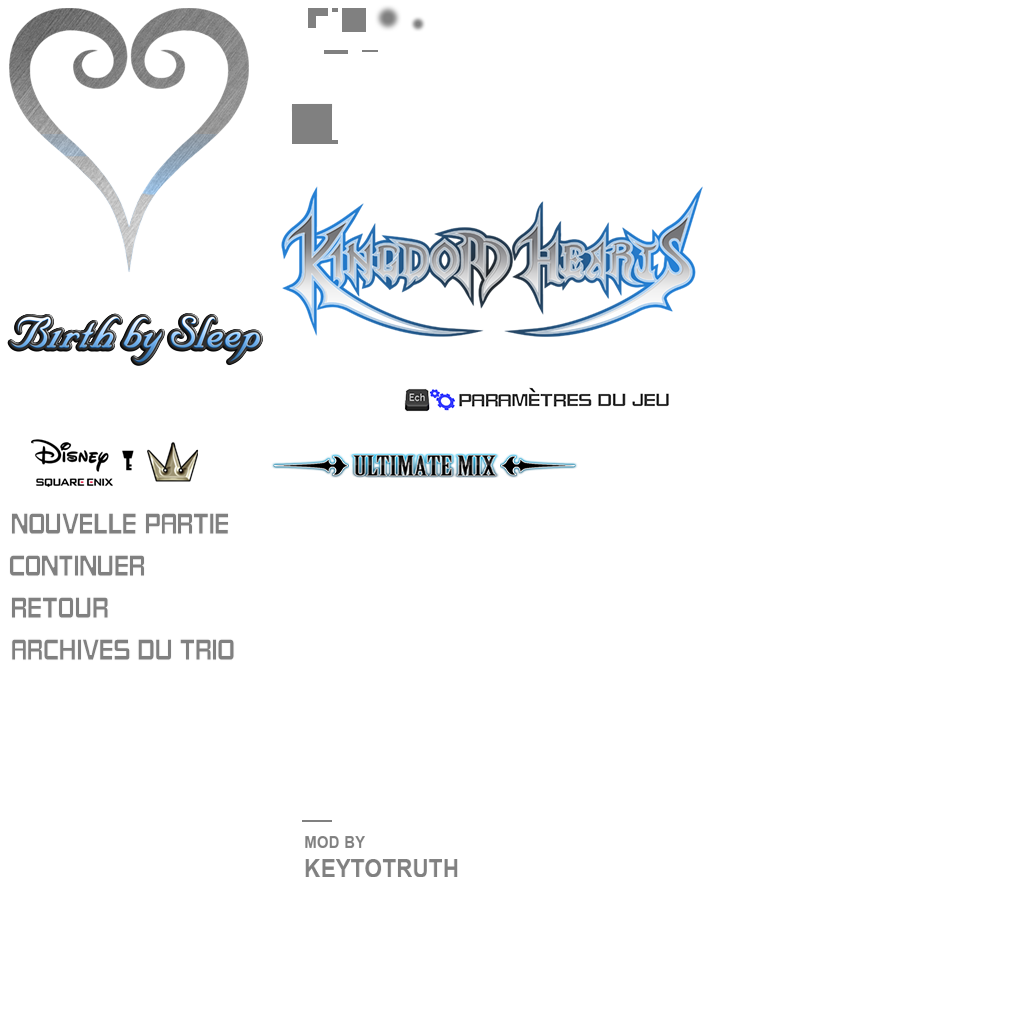 KINGDOM HEARTS
Birth by Sleep
Ech PARAMÈTRES DU JEU
DISNEY
SQUARE ENIX
ULTIMATE MIX
NOUVELLE PARTIE
CONTINUER
RETOUR
ARCHIVES DU TRIO
MOD BY
KEYTOTRUTH